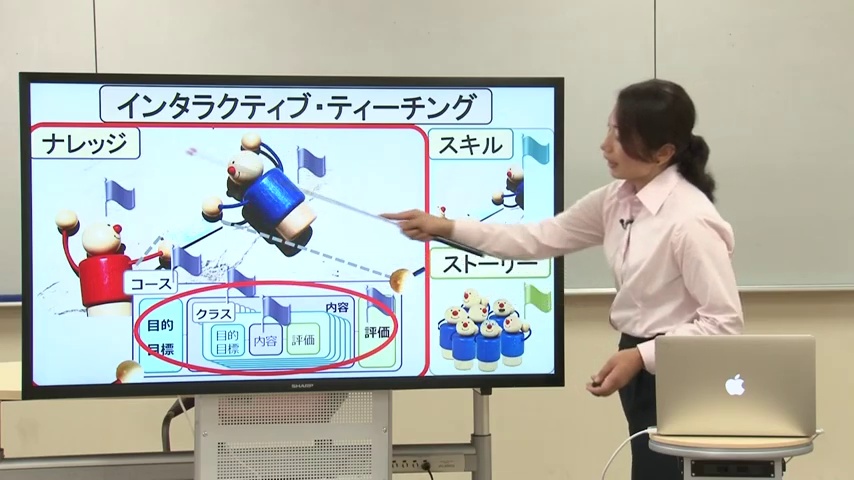 インタラクティブ・ティーチング
ナレッジ
スキル
ストーリー
コース
目的
目標
クラス
内容
目的
目標
内容
評価
評価
SHARP